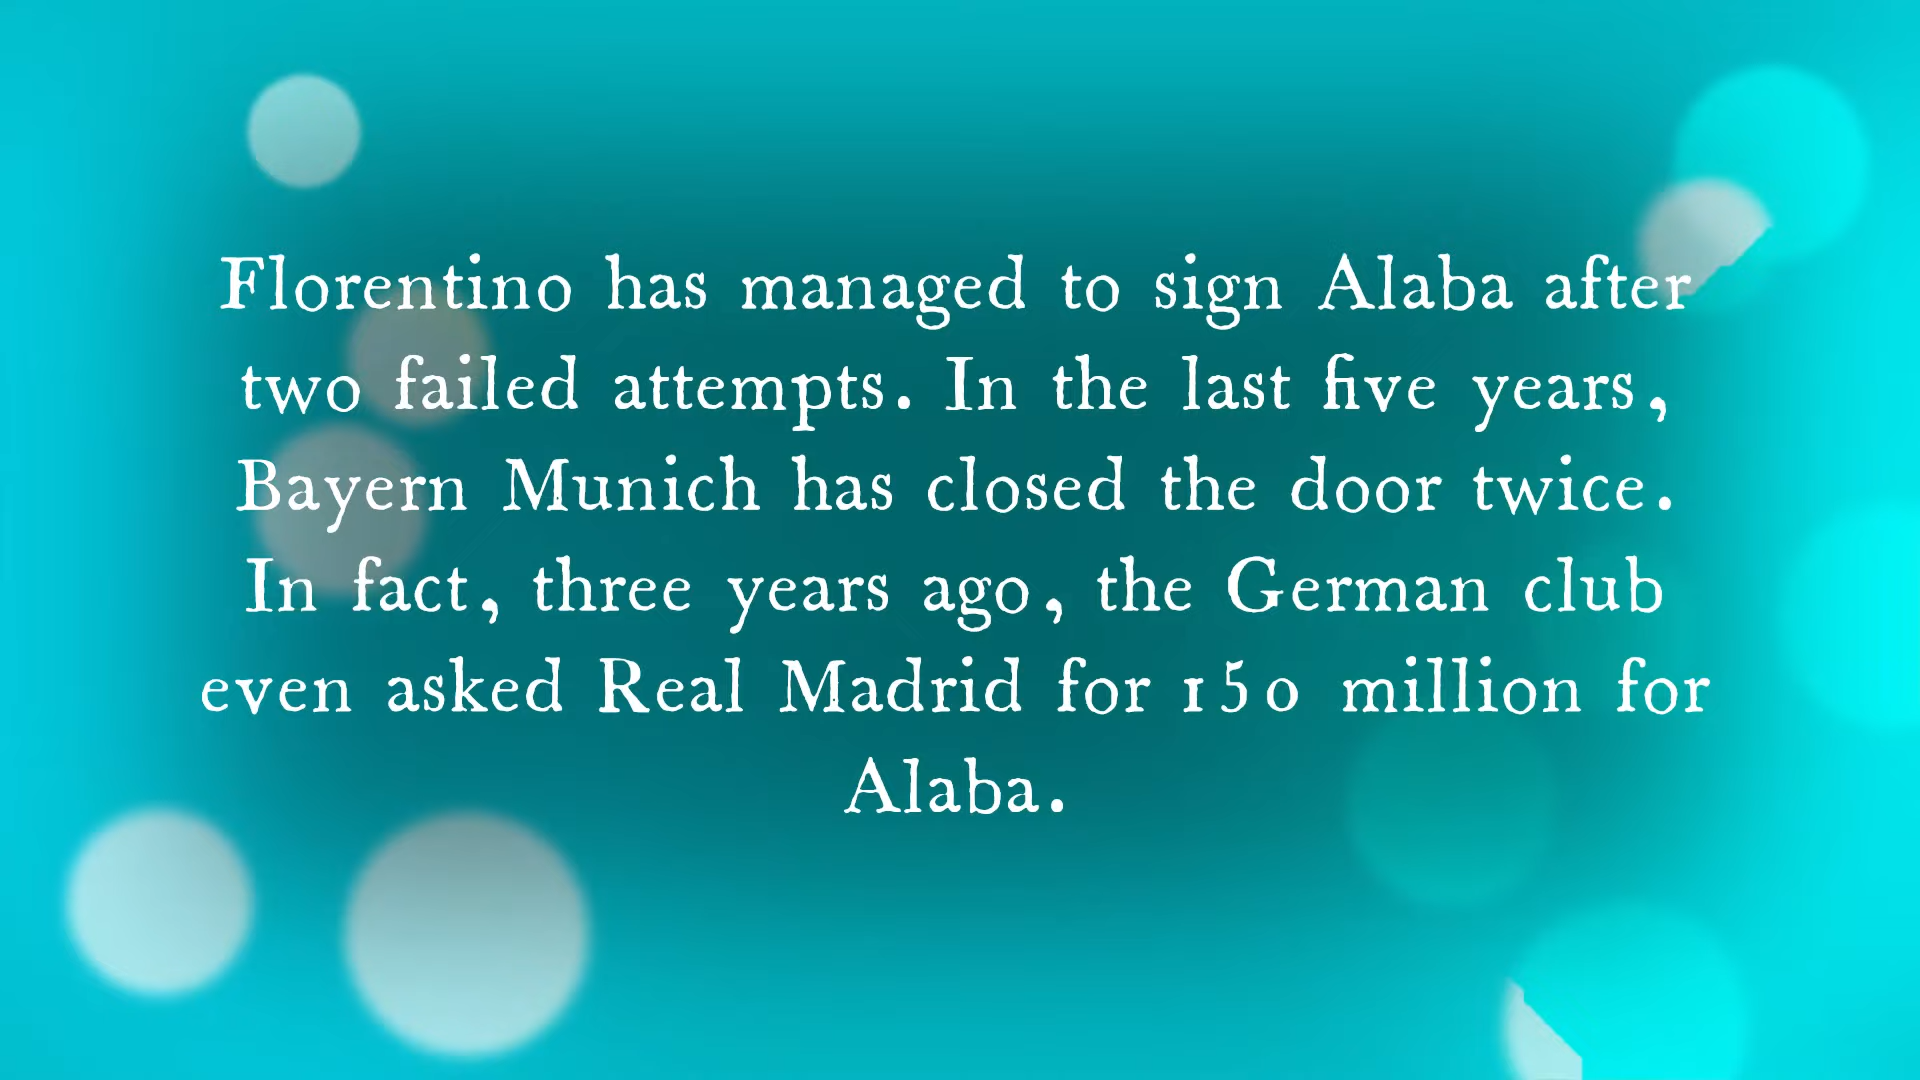 Florentino has managed to sign Alaba after
two failed attempts. In the last five years,
Bayern Munich has closed the door twice.
In fact, three years ago, the German club
even asked Real Madrid for 150 million for
Alaba.